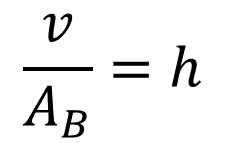 v/A_B = h